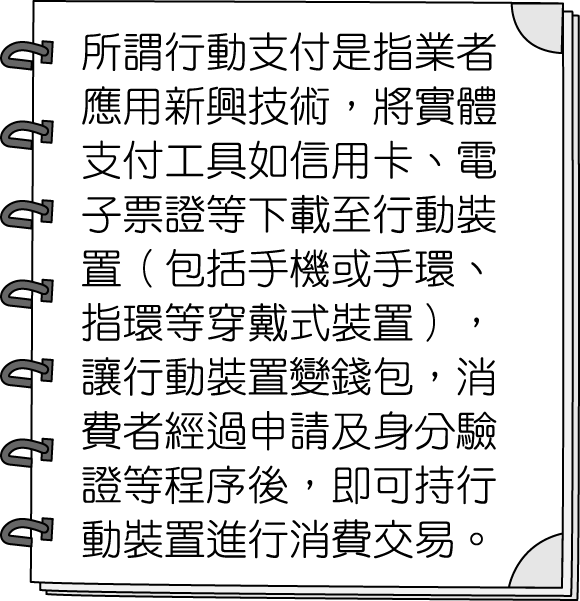 所謂行動支付是指業者
應用新興技術，將實體
支付工具如信用卡、電
子票證等下載至行動裝
置（包括手機或手環、
指環等穿戴式裝置），
讓行動裝置變錢包，消
費者經過申請及身分驗
證等程序後，即可持行
動裝置進行消費交易。